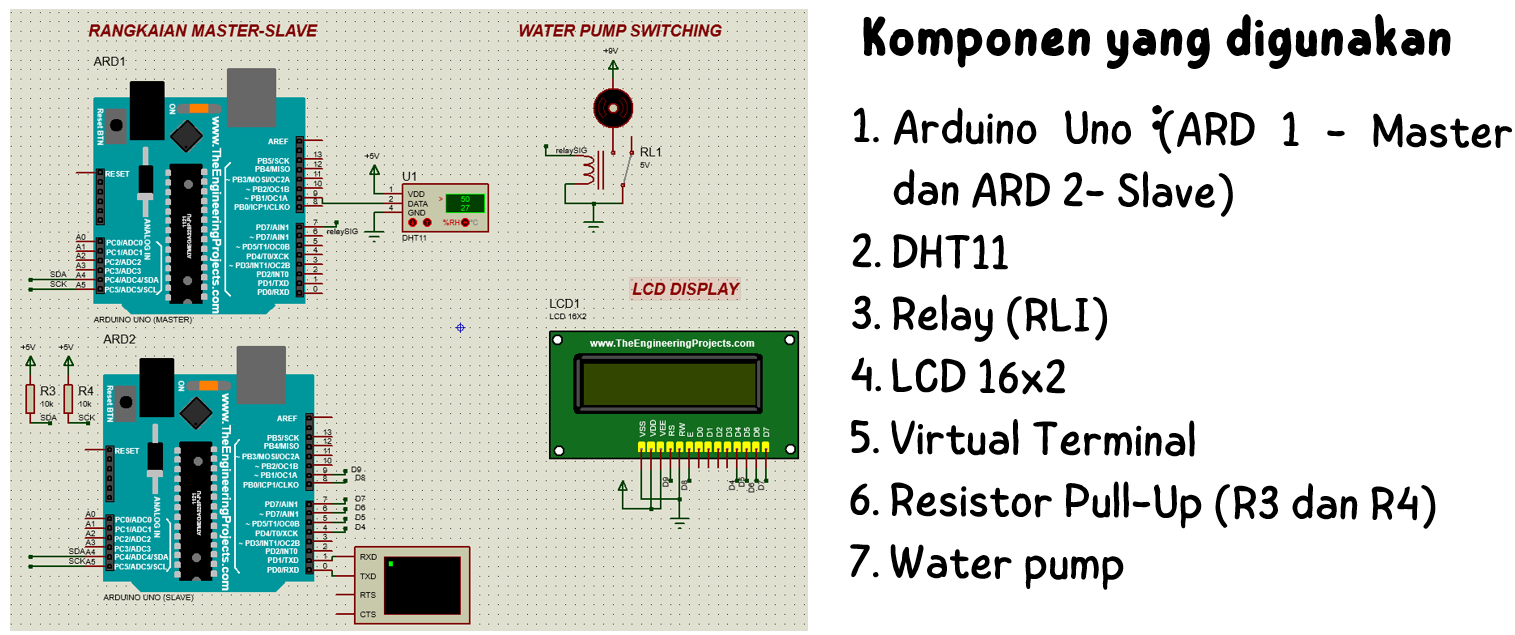 RANGKAIAN MASTER-SLAVE
WATER PUMP SWITCHING
Komponen yang digunakan
1. Arduino Uno :(ARD 1 - Master
dan ARD 2- Slave)
2. DHT11
3. Relay (RLI)
4. LCD 16x2
5. Virtual Terminal
6. Resistor Pull-Up (R3 dan R4)
7. Water pump
ARD1
ON
Reset BTN
www.TheEngineeringProjects.com
RESET
ANALOG IN
AREF
PB5/SCK 13
PB4/MISO 12
~ PB3/MOSI/OC2A 11
~ PB2/OC1B 10
~ PB1/OC1A 9
PB0/ICP1/CLKO 8
PD7/AIN1 7
~ PD7/AIN1 6
~ PD5/T1/OC0B 5
PD4/T0/XCK 4
~ PD3/INT1/OC2B 3
PD2/INT0 2
PD1/TXD 1
PD0/RXD 0
A0 PC0/ADC0
A1 PC1/ADC1
A2 PC2/ADC2
A3 PC3/ADC3
SDA A4 PC4/ADC4/SDA
SCK A5 PC5/ADC5/SCL
ARDUINO UNO (MASTER)
relaySIG
+5V
U1
1 VDD
2 DATA
4 GND
>
50
27
%RH
°C
DHT11
+9V
relaySIG
RL1
5V
LCD DISPLAY
LCD1
LCD 16X2
www.TheEngineeringProjects.com
VSS
VDD
VEE
RS
RW
E
D0
D1
D2
D3
D4
D5
D6
D7
D9
D8
D4
D5
D6
D7
+5V
+5V
R3
10k
SDA
R4
10k
SCK
ARD2
ON
Reset BTN
www.TheEngineeringProjects.com
RESET
ANALOG IN
AREF
PB5/SCK 13
PB4/MISO 12
~ PB3/MOSI/OC2A 11
~ PB2/OC1B 10
~ PB1/OC1A 9 D9
PB0/ICP1/CLKO 8 D8
PD7/AIN1 7 D7
~ PD7/AIN1 6 D6
~ PD5/T1/OC0B 5 D5
PD4/T0/XCK 4 D4
~ PD3/INT1/OC2B 3
PD2/INT0 2
PD1/TXD 1
PD0/RXD 0
A0 PC0/ADC0
A1 PC1/ADC1
A2 PC2/ADC2
A3 PC3/ADC3
SDA A4 PC4/ADC4/SDA
SCK A5 PC5/ADC5/SCL
ARDUINO UNO (SLAVE)
RXD
TXD
RTS
CTS